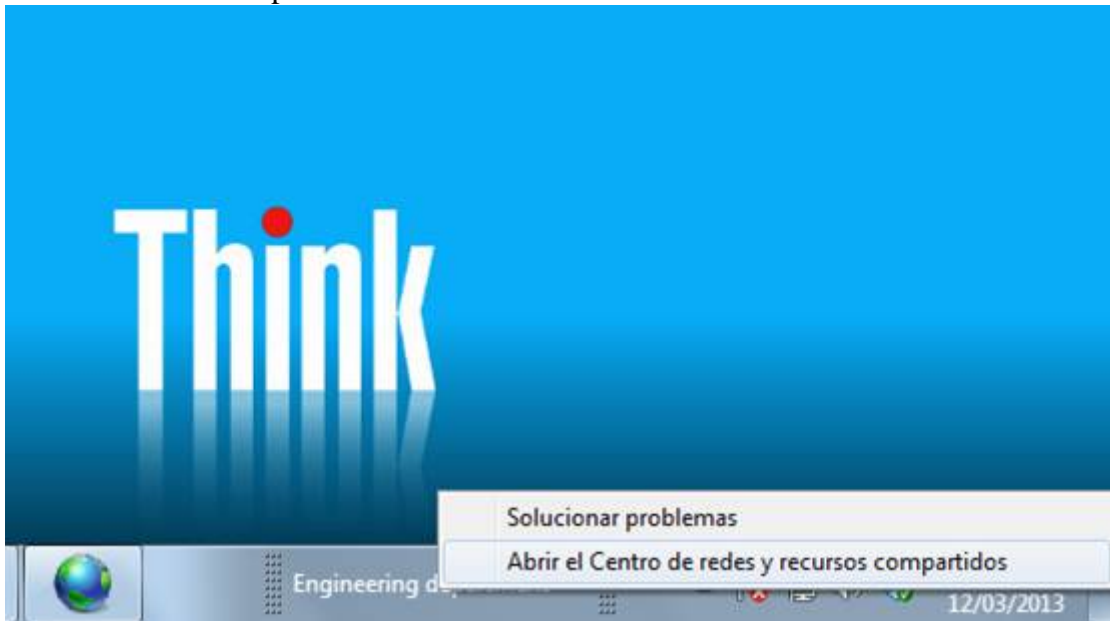 Think
Solucionar problemas
Abrir el Centro de redes y recursos compartidos
Engineering
12/03/2013